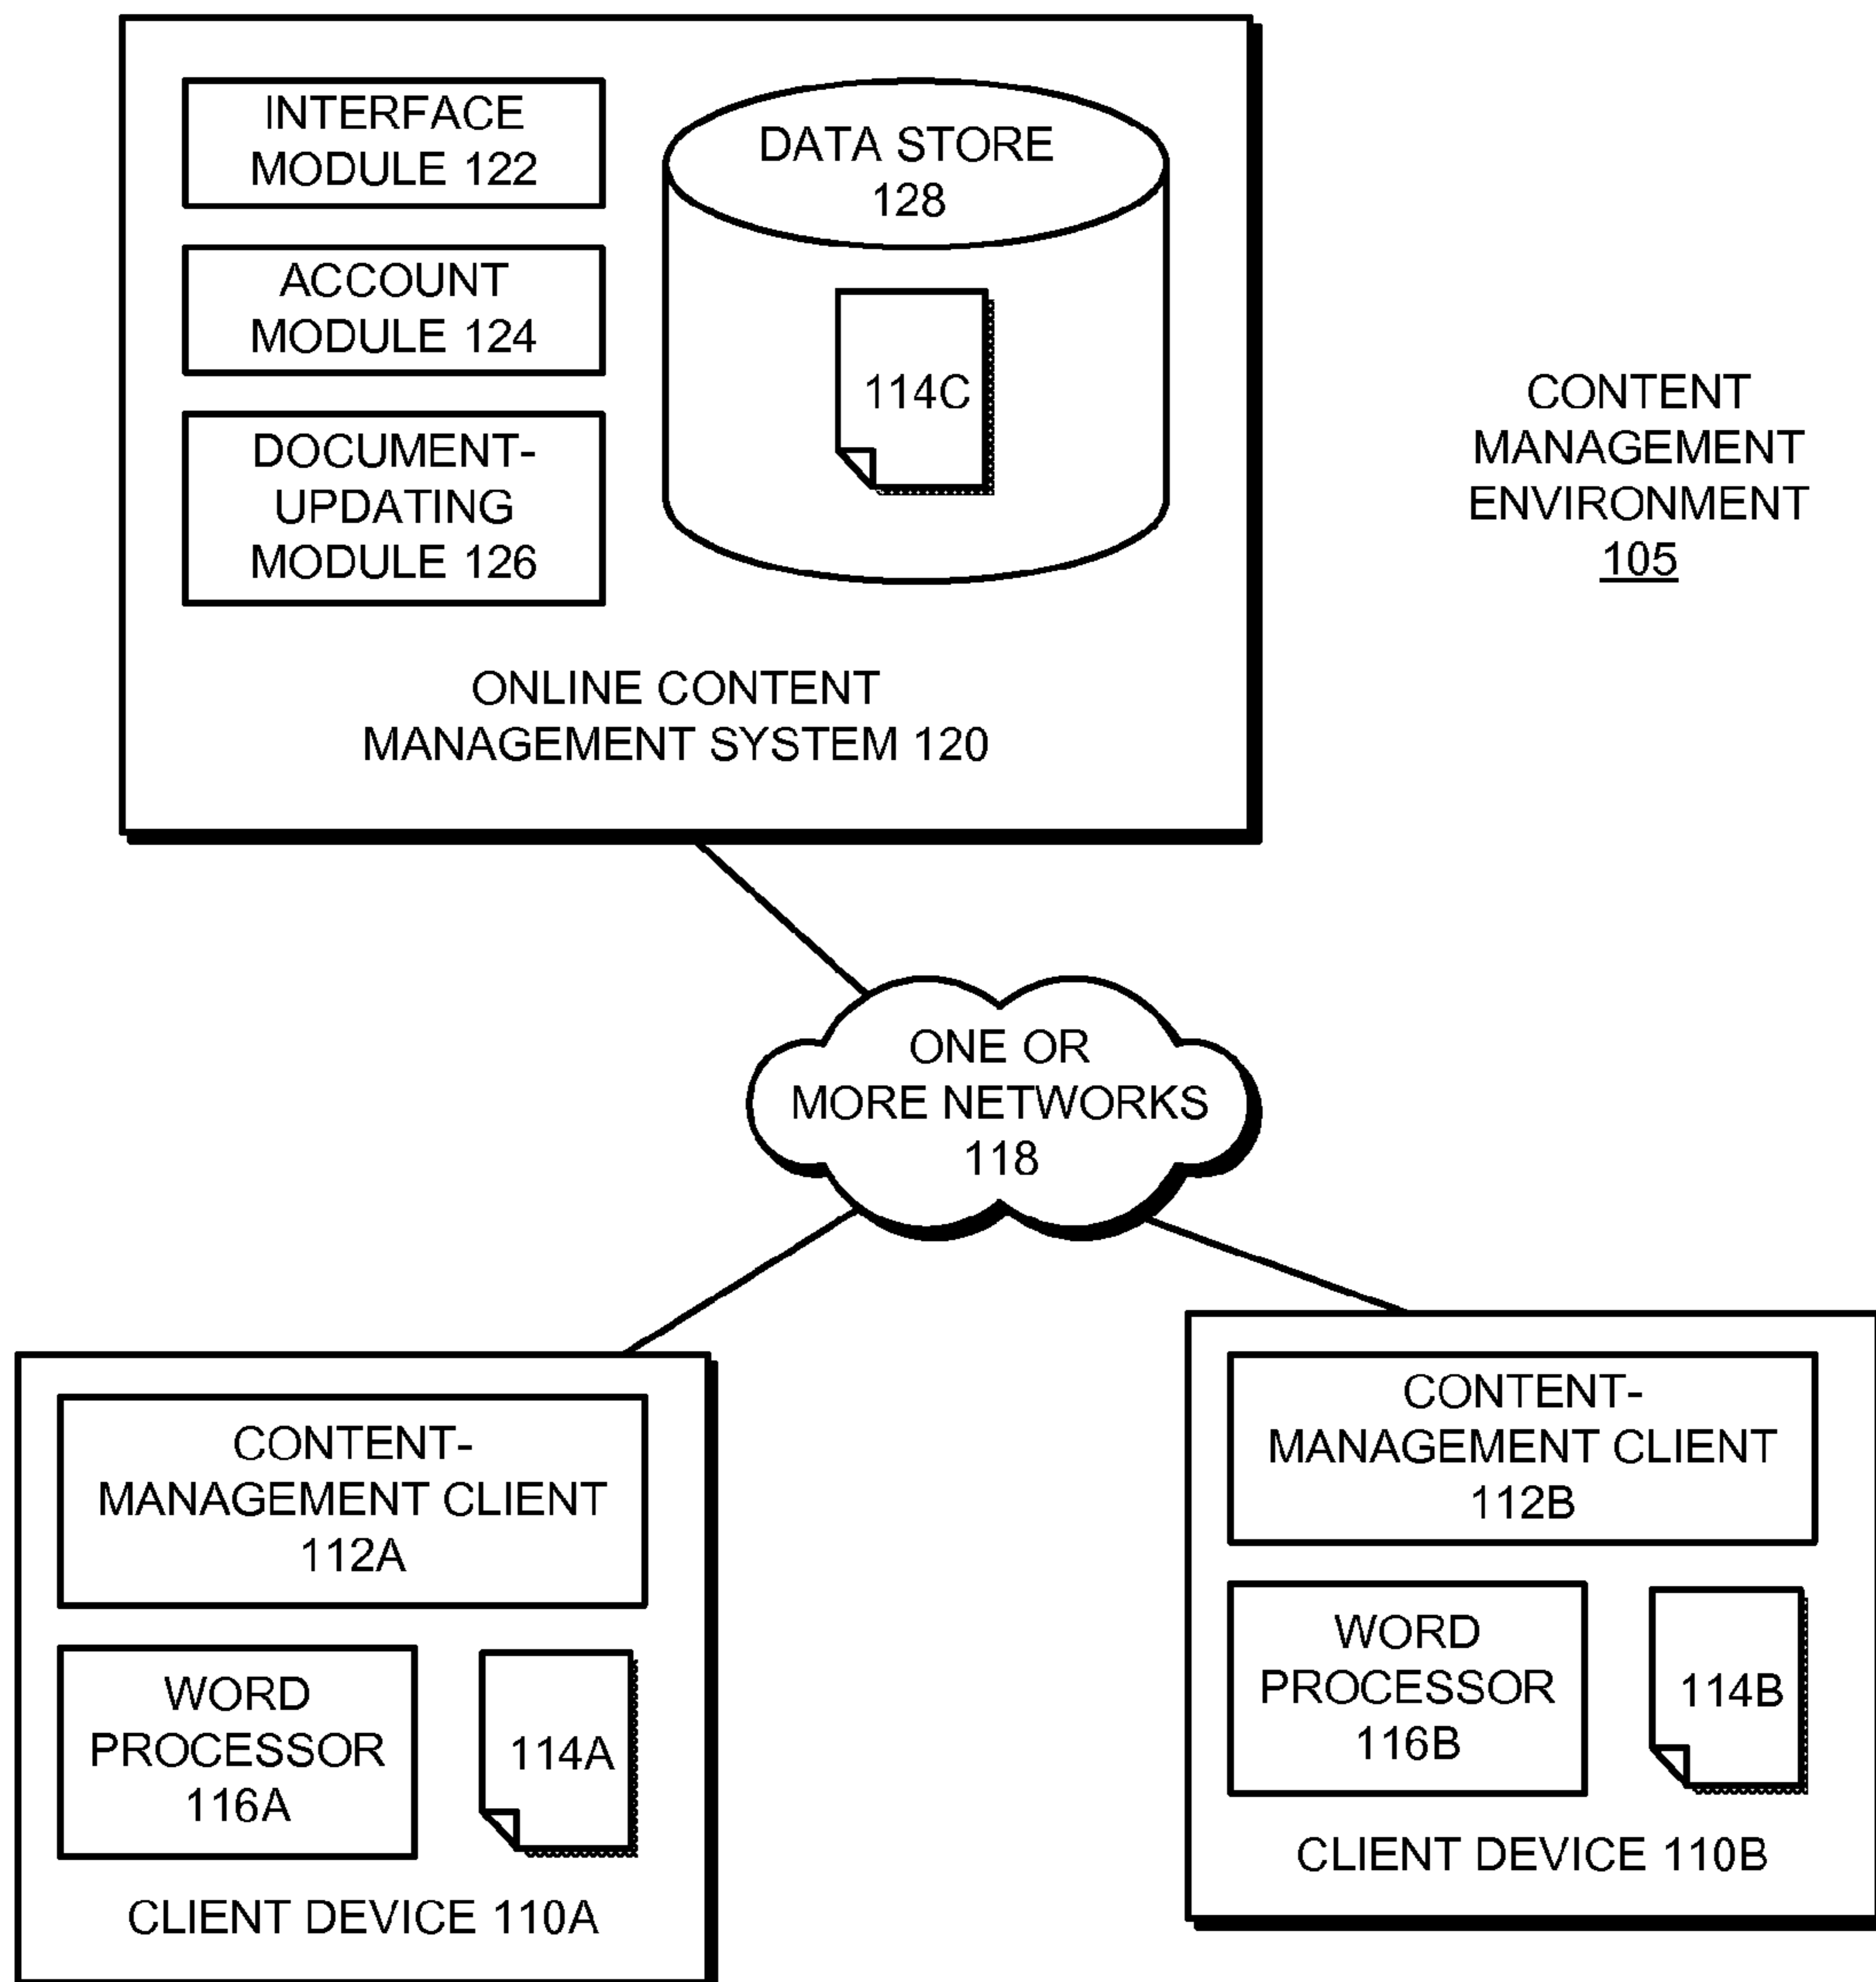 INTERFACE
MODULE 122
ACCOUNT
MODULE 124
DOCUMENT-
UPDATING
MODULE 126
DATA STORE
128
114C
ONLINE CONTENT
MANAGEMENT SYSTEM 120
CONTENT
MANAGEMENT
ENVIRONMENT
105
ONE OR
MORE NETWORKS
118
CONTENT-
MANAGEMENT CLIENT
112A
WORD
PROCESSOR
116A
114A
CLIENT DEVICE 110A
CONTENT-
MANAGEMENT CLIENT
112B
WORD
PROCESSOR
116B
114B
CLIENT DEVICE 110B